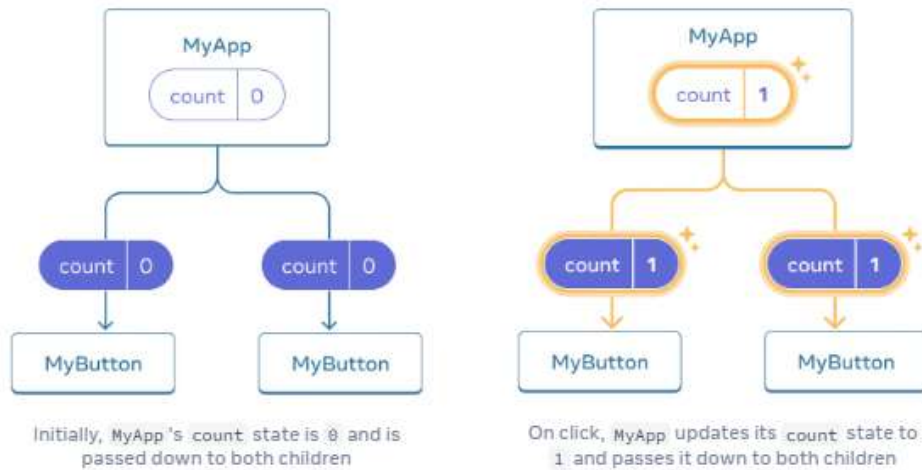 MyApp
count 0
count 0
count 0
MyButton
MyButton
Initially, MyApp's count state is 0 and is
passed down to both children
MyApp
count 1
count 1
count 1
MyButton
MyButton
On click, MyApp updates its count state to
1 and passes it down to both children